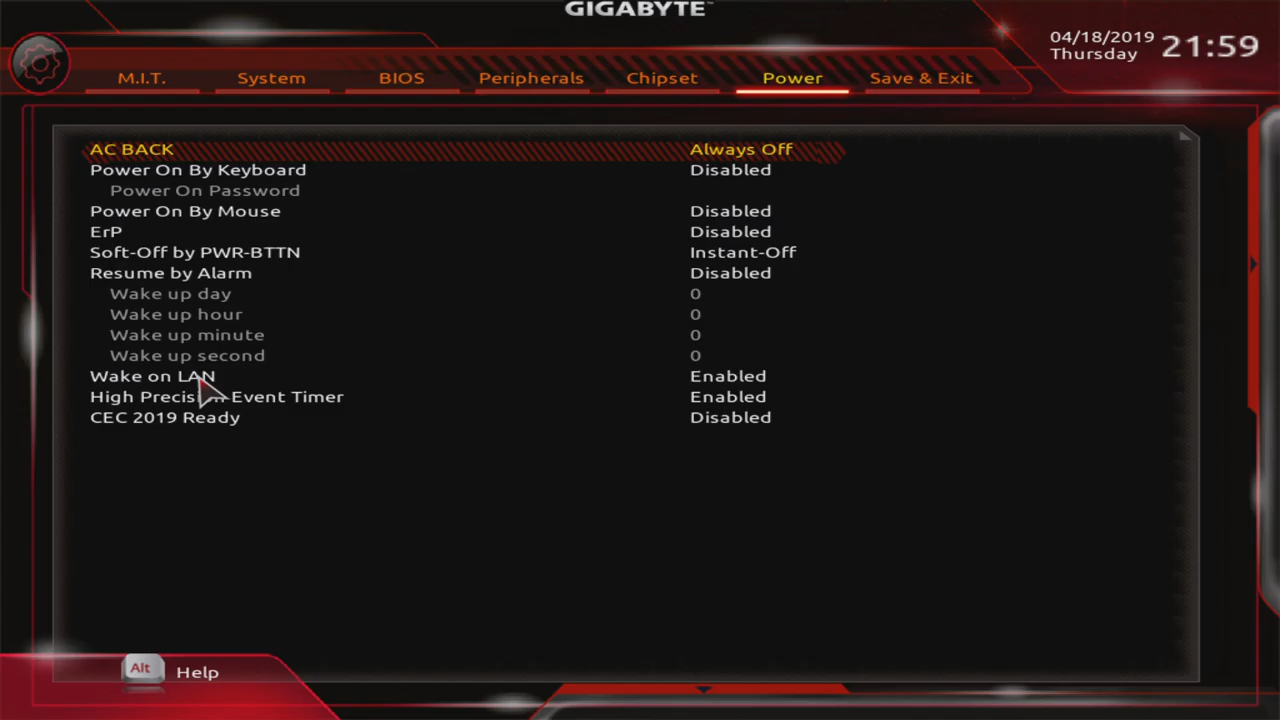 GIGABYTE™
04/18/2019
Thursday
21:59
M.I.T. System BIOS Peripherals Chipset Power Save & Exit
AC BACK Always Off
Power On By Keyboard Disabled
Power On Password
Power On By Mouse Disabled
ErP Disabled
Soft-Off by PWR-BTTN Instant-Off
Resume by Alarm Disabled
Wake up day 0
Wake up hour 0
Wake up minute 0
Wake up second 0
Wake on LAN Enabled
High Precision Event Timer Enabled
CEC 2019 Ready Disabled
Alt Help